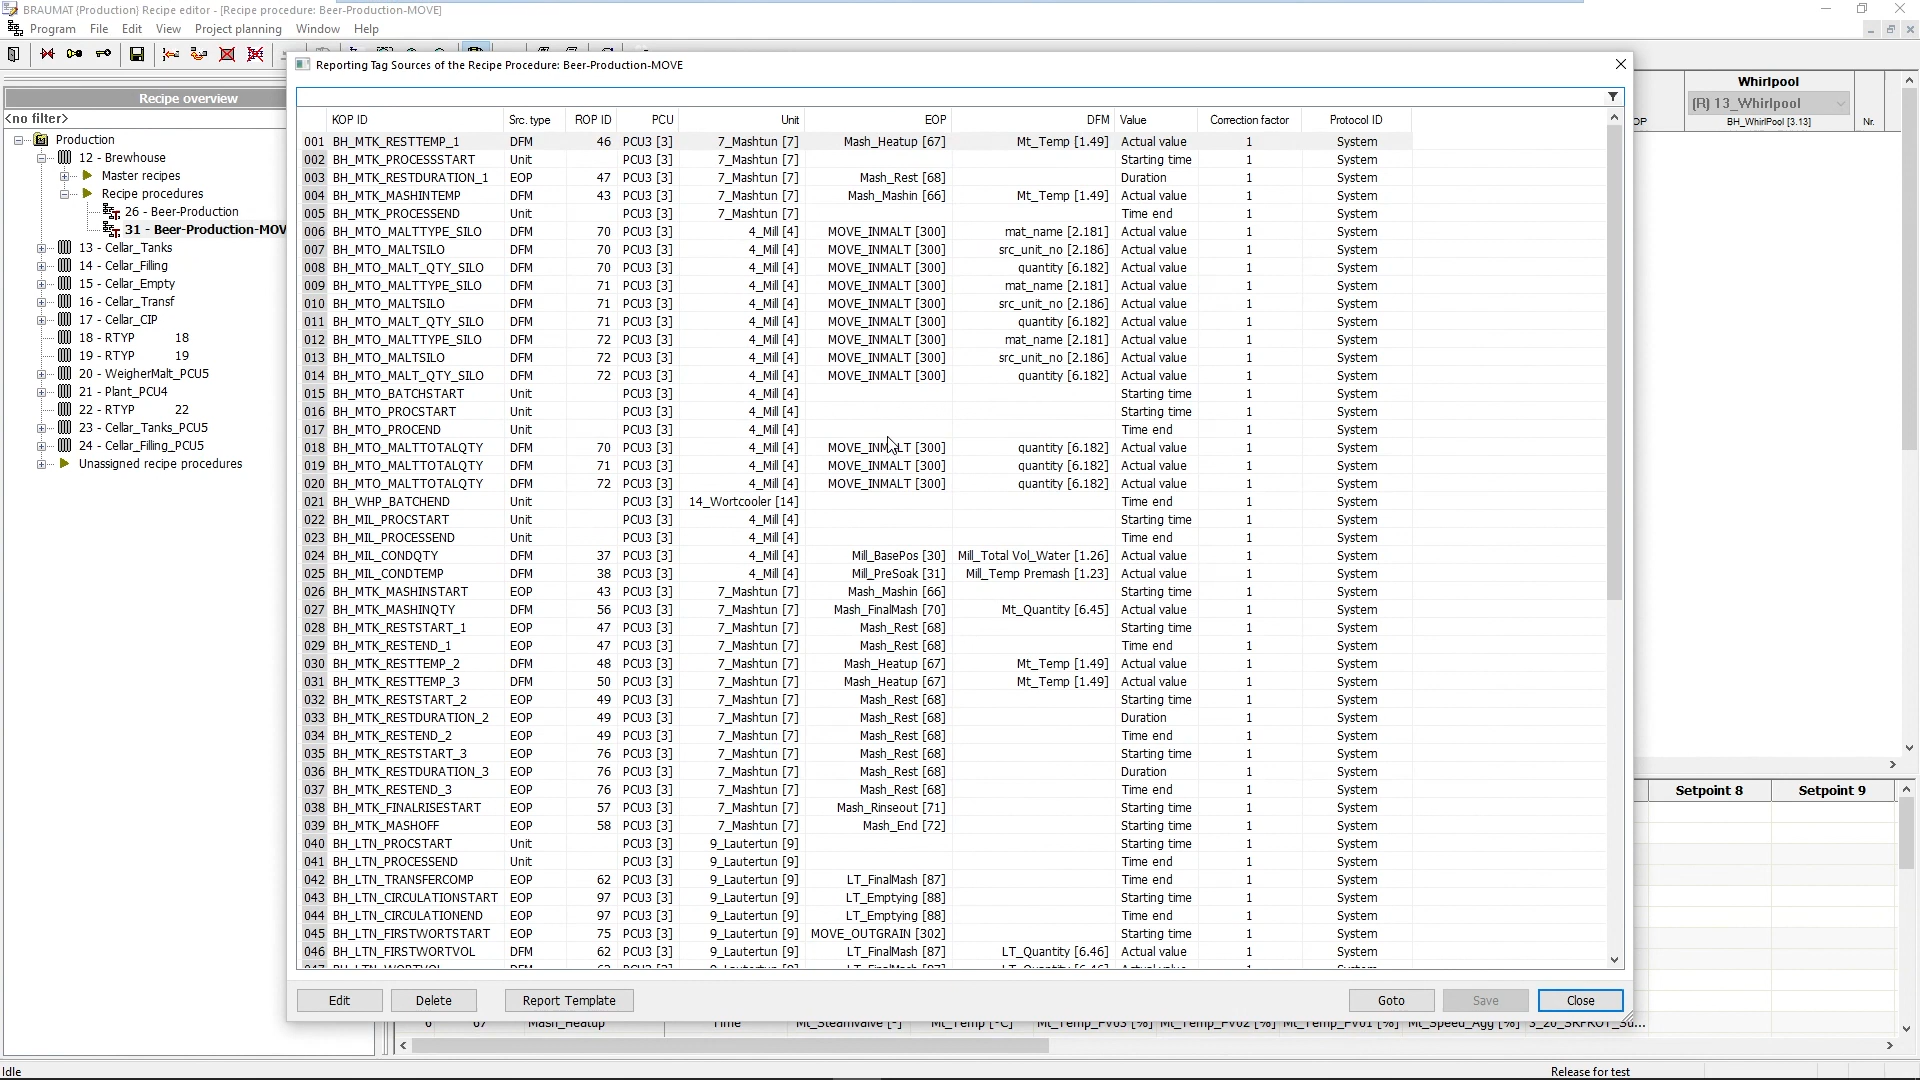 BRAUMAT (Production) Recipe editor - [Recipe procedure: Beer-Production-MOVE]
Program File Edit View Project planning Window Help
Recipe overview
<no filter>
Production
12 - Brewhouse
Master recipes
Recipe procedures
26 - Beer-Production
31 - Beer-Production-MOV
13 - Cellar_Tanks
14 - Cellar_Filling
15 - Cellar_Empty
16 - Cellar_Transf
17 - Cellar_CIP
18 - RTYP 18
19 - RTYP 19
20 - WeigherMalt_PCU5
21 - Plant_PCU4
22 - RTYP 22
23 - Cellar_Tanks_PCU5
24 - Cellar_Filling_PCU5
Unassigned recipe procedures
Reporting Tag Sources of the Recipe Procedure: Beer-Production-MOVE
KOP ID Src. type ROP ID PCU Unit EOP DFM Value Correction factor Protocol ID
001 BH_MTK_RESTTEMP_1 DFM 46 PCU3 [3] 7_Mashtun [7] Mash_Heatup [67] Mt_Temp [1.49] Actual value 1 System
002 BH_MTK_PROCESSSTART Unit PCU3 [3] 7_Mashtun [7] Starting time 1 System
003 BH_MTK_RESTDURATION_1 EOP 47 PCU3 [3] 7_Mashtun [7] Mash_Rest [68] Duration 1 System
004 BH_MTK_MASHINTEMP DFM 43 PCU3 [3] 7_Mashtun [7] Mash_Mashin [66] Mt_Temp [1.49] Actual value 1 System
005 BH_MTK_PROCESSEND Unit PCU3 [3] 7_Mashtun [7] Time end 1 System
006 BH_MTO_MALTTYPE_SILO DFM 70 PCU3 [3] 4_Mill [4] MOVE_INMALT [300] mat_name [2.181] Actual value 1 System
007 BH_MTO_MALTSILO DFM 70 PCU3 [3] 4_Mill [4] MOVE_INMALT [300] src_unit_no [2.186] Actual value 1 System
008 BH_MTO_MALT_QTY_SILO DFM 70 PCU3 [3] 4_Mill [4] MOVE_INMALT [300] quantity [6.182] Actual value 1 System
009 BH_MTO_MALTTYPE_SILO DFM 71 PCU3 [3] 4_Mill [4] MOVE_INMALT [300] mat_name [2.181] Actual value 1 System
010 BH_MTO_MALTSILO DFM 71 PCU3 [3] 4_Mill [4] MOVE_INMALT [300] src_unit_no [2.186] Actual value 1 System
011 BH_MTO_MALT_QTY_SILO DFM 71 PCU3 [3] 4_Mill [4] MOVE_INMALT [300] quantity [6.182] Actual value 1 System
012 BH_MTO_MALTTYPE_SILO DFM 72 PCU3 [3] 4_Mill [4] MOVE_INMALT [300] mat_name [2.181] Actual value 1 System
013 BH_MTO_MALTSILO DFM 72 PCU3 [3] 4_Mill [4] MOVE_INMALT [300] src_unit_no [2.186] Actual value 1 System
014 BH_MTO_MALT_QTY_SILO DFM 72 PCU3 [3] 4_Mill [4] MOVE_INMALT [300] quantity [6.182] Actual value 1 System
015 BH_MTO_BATCHSTART Unit PCU3 [3] 4_Mill [4] Starting time 1 System
016 BH_MTO_PROCSTART Unit PCU3 [3] 4_Mill [4] Starting time 1 System
017 BH_MTO_PROCEND Unit PCU3 [3] 4_Mill [4] Time end 1 System
018 BH_MTO_MALTTOTALQTY DFM 70 PCU3 [3] 4_Mill [4] MOVE_INMALT [300] quantity [6.182] Actual value 1 System
019 BH_MTO_MALTTOTALQTY DFM 71 PCU3 [3] 4_Mill [4] MOVE_INMALT [300] quantity [6.182] Actual value 1 System
020 BH_MTO_MALTTOTALQTY DFM 72 PCU3 [3] 4_Mill [4] MOVE_INMALT [300] quantity [6.182] Actual value 1 System
021 BH_WHP_BATCHEND Unit PCU3 [3] 14_Wortcooler [14] Time end 1 System
022 BH_MIL_PROCSTART Unit PCU3 [3] 4_Mill [4] Starting time 1 System
023 BH_MIL_PROCESSEND Unit PCU3 [3] 4_Mill [4] Time end 1 System
024 BH_MIL_CONDQTY DFM 37 PCU3 [3] 4_Mill [4] Mill_BasePos [30] Mill_Total Vol_Water [1.26] Actual value 1 System
025 BH_MIL_CONDTEMP DFM 38 PCU3 [3] 4_Mill [4] Mill_PreSoak [31] Mill_Temp Premash [1.23] Actual value 1 System
026 BH_MTK_MASHINSTART EOP 43 PCU3 [3] 7_Mashtun [7] Mash_Mashin [66] Starting time 1 System
027 BH_MTK_MASHINQTY DFM 56 PCU3 [3] 7_Mashtun [7] Mash_FinalMash [70] Mt_Quantity [6.45] Actual value 1 System
028 BH_MTK_RESTSTART_1 EOP 47 PCU3 [3] 7_Mashtun [7] Mash_Rest [68] Starting time 1 System
029 BH_MTK_RESTEND_1 EOP 47 PCU3 [3] 7_Mashtun [7] Mash_Rest [68] Time end 1 System
030 BH_MTK_RESTTEMP_2 DFM 48 PCU3 [3] 7_Mashtun [7] Mash_Heatup [67] Mt_Temp [1.49] Actual value 1 System
031 BH_MTK_RESTTEMP_3 DFM 50 PCU3 [3] 7_Mashtun [7] Mash_Heatup [67] Mt_Temp [1.49] Actual value 1 System
032 BH_MTK_RESTSTART_2 EOP 49 PCU3 [3] 7_Mashtun [7] Mash_Rest [68] Starting time 1 System
033 BH_MTK_RESTDURATION_2 EOP 49 PCU3 [3] 7_Mashtun [7] Mash_Rest [68] Duration 1 System
034 BH_MTK_RESTEND_2 EOP 49 PCU3 [3] 7_Mashtun [7] Mash_Rest [68] Time end 1 System
035 BH_MTK_RESTSTART_3 EOP 76 PCU3 [3] 7_Mashtun [7] Mash_Rest [68] Starting time 1 System
036 BH_MTK_RESTDURATION_3 EOP 76 PCU3 [3] 7_Mashtun [7] Mash_Rest [68] Duration 1 System
037 BH_MTK_RESTEND_3 EOP 76 PCU3 [3] 7_Mashtun [7] Mash_Rest [68] Time end 1 System
038 BH_MTK_FINALRISESTART EOP 57 PCU3 [3] 7_Mashtun [7] Mash_Rinseout [71] Starting time 1 System
039 BH_MTK_MASHOFF EOP 58 PCU3 [3] 7_Mashtun [7] Mash_End [72] Starting time 1 System
040 BH_LTN_PROCSTART Unit PCU3 [3] 9_Lautertun [9] Starting time 1 System
041 BH_LTN_PROCESSEND Unit PCU3 [3] 9_Lautertun [9] Time end 1 System
042 BH_LTN_TRANSFERCOMP EOP 62 PCU3 [3] 9_Lautertun [9] LT_FinalMash [87] Time end 1 System
043 BH_LTN_CIRCULATIONSTART EOP 97 PCU3 [3] 9_Lautertun [9] LT_Emptying [88] Starting time 1 System
044 BH_LTN_CIRCULATIONEND EOP 97 PCU3 [3] 9_Lautertun [9] LT_Emptying [88] Time end 1 System
045 BH_LTN_FIRSTWORTSTART EOP 75 PCU3 [3] 9_Lautertun [9] MOVE_OUTGRAIN [302] Starting time 1 System
046 BH_LTN_FIRSTWORTVOL DFM 62 PCU3 [3] 9_Lautertun [9] LT_FinalMash [87] LT_Quantity [6.46] Actual value 1 System
Edit Delete Report Template Goto Save Close
Whirlpool
(R) 13_Whirlpool
OP BH_WhirlPool [3.13] Nr.
Setpoint 8 Setpoint 9
6 67 Mash_Heatup Time Mt_SteamValve [-] Mt_Temp [°C] Mt_Temp_FV03 [%] Mt_Temp_FV02 [%] Mt_Temp_FV01 [%] Mt_Speed_Agg [%]
Idle Release for test